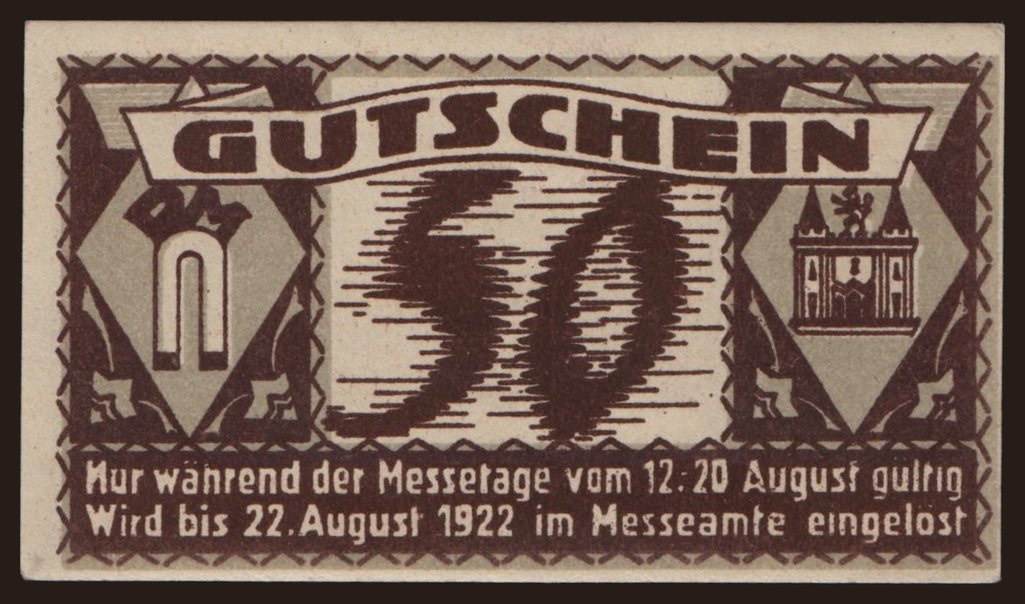 GUTSCHEIN
50
Nur während der Messetage vom 12:20 August gültig
Wird bis 22. August 1922 im Messeamte eingelöst